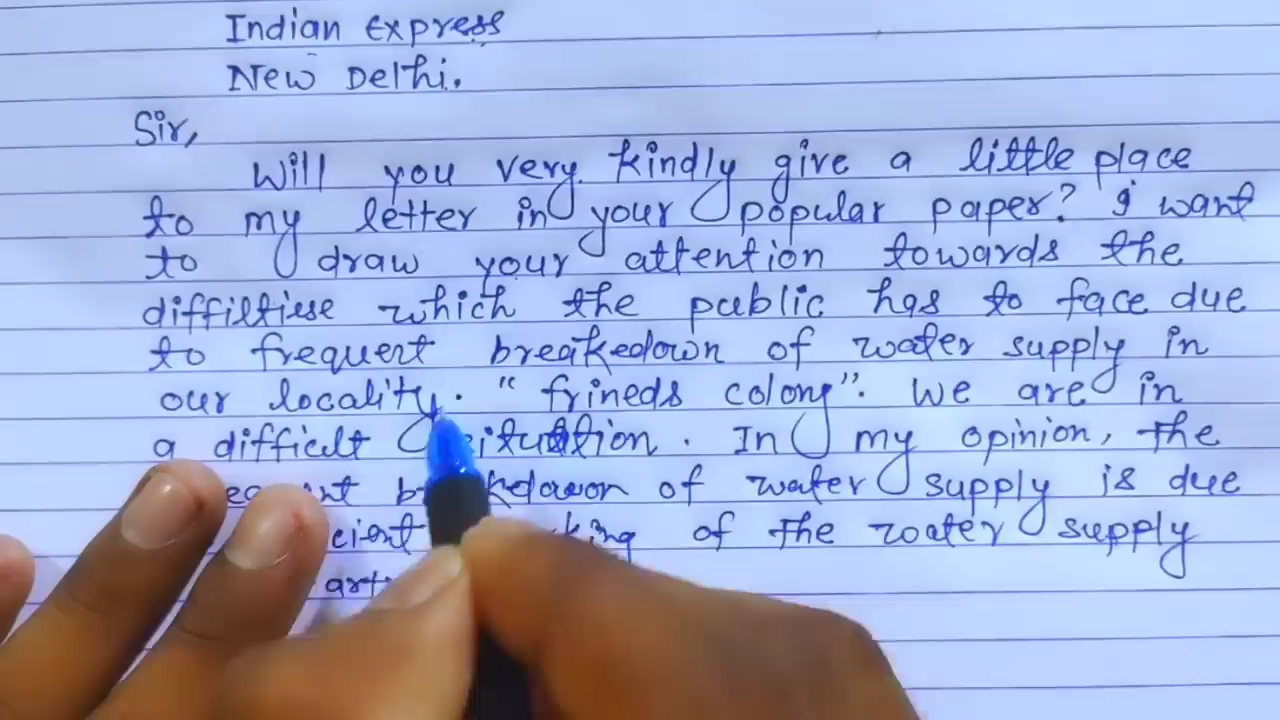 Indian Express
New Delhi.
Sir,
Will you very kindly give a little place
to my letter in your popular paper? I want
to draw your attention towards the
diffiltiese which the public has to face due
to frequent breakedown of water supply in
our locality. "frineds colony". We are in
a difficult situation. In my opinion, the
of water supply is due
of the water supply